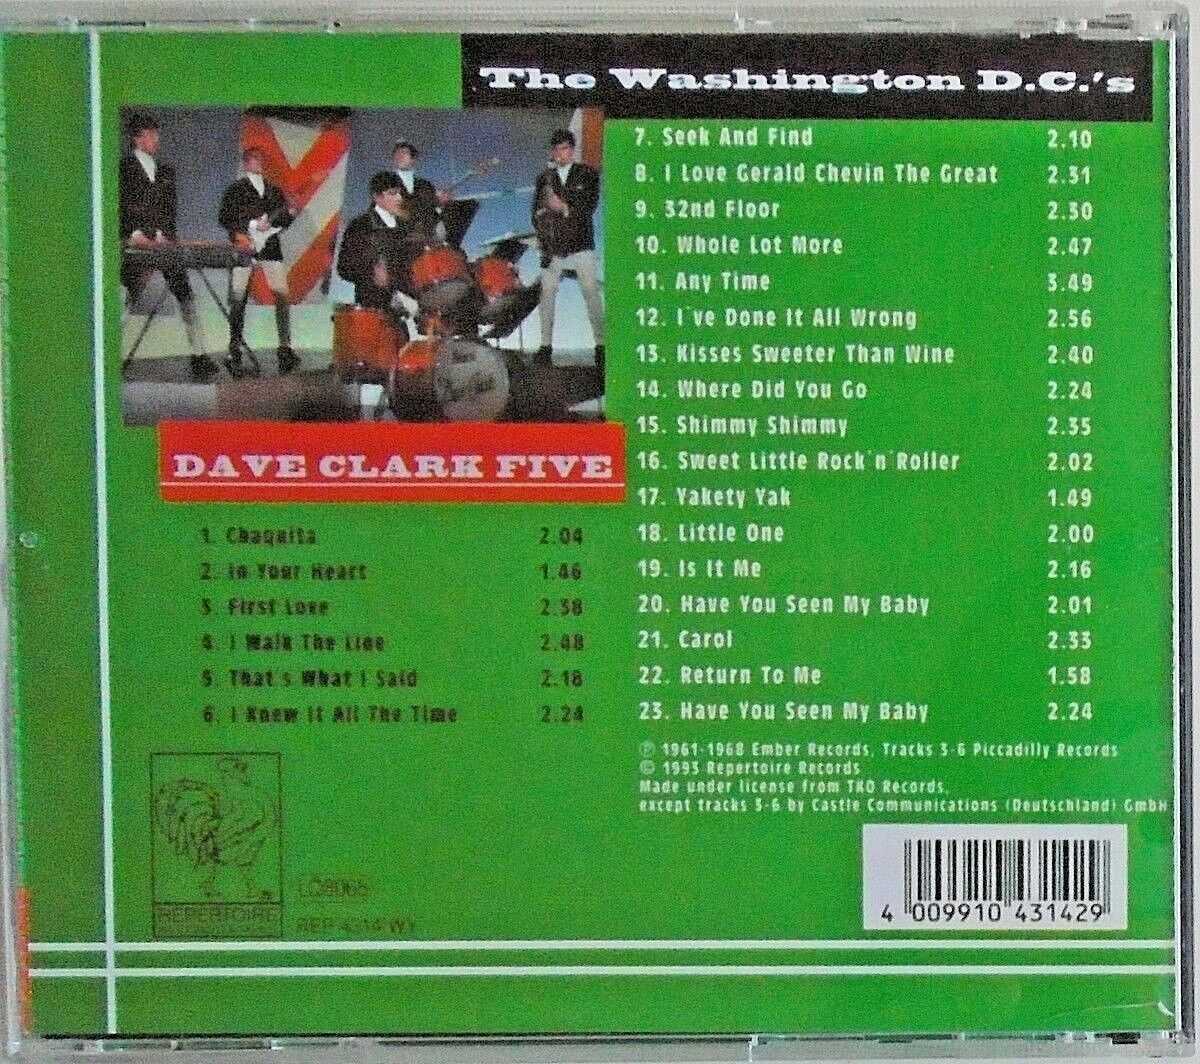 The Washington D.C.'s
DAVE CLARK FIVE
1. Chaquita 2.04
2. In Your Heart 1.46
3. First Love 2.38
4. I Walk The Line 2.48
5. That's What I Said 2.18
6. I Knew It All The Time 2.24
7. Seek And Find 2.10
8. I Love Gerald Chevin The Great 2.31
9. 32nd Floor 2.30
10. Whole Lot More 2.47
11. Any Time 3.49
12. I've Done It All Wrong 2.56
13. Kisses Sweeter Than Wine 2.40
14. Where Did You Go 2.24
15. Shimmy Shimmy 2.35
16. Sweet Little Rock'n'Roller 2.02
17. Yakety Yak 1.49
18. Little One 2.00
19. Is It Me 2.16
20. Have You Seen My Baby 2.01
21. Carol 2.33
22. Return To Me 1.58
23. Have You Seen My Baby 2.24
℗ 1961-1968 Ember Records, Tracks 3-6 Piccadilly Records
© 1993 Repertoire Records
Made under license from TKO Records,
except tracks 3-6 by Castle Communications (Deutschland) GmbH
REPERTOIRE
LC8065
REP 4314-WY
4 009910 431429